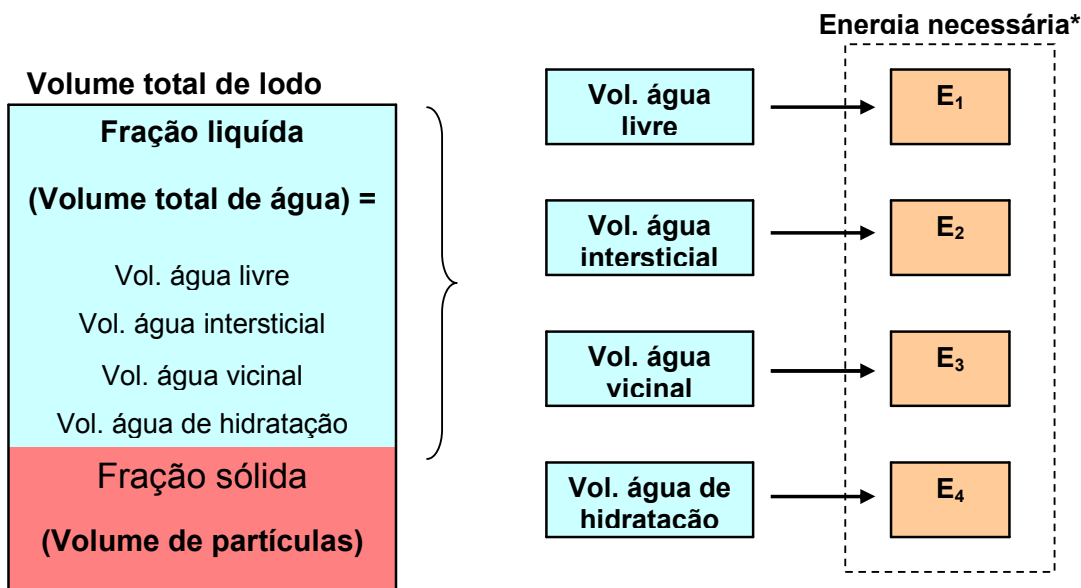 Energia necessária*
Volume total de lodo
Fração liquída
(Volume total de água) =
Vol. água livre
Vol. água intersticial
Vol. água vicinal
Vol. água de hidratação
Fração sólida
(Volume de partículas)
Vol. água
livre
E₁
Vol. água
intersticial
E₂
Vol. água
vicinal
E₃
Vol. água de
hidratação
E₄